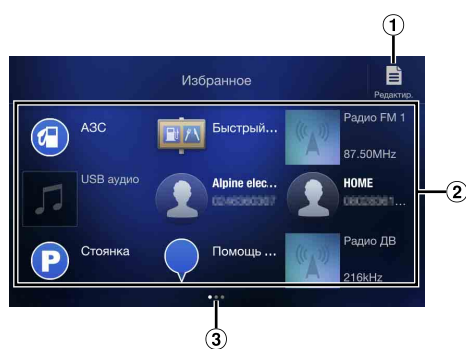 1
Избранное
Редактир.
АЗС
Быстрый...
Радио FM 1
87.50MHz
USB аудио
Alpine elec...
HOME
2
P
Стоянка
Помощь ...
Радио ДВ
216kHz
3